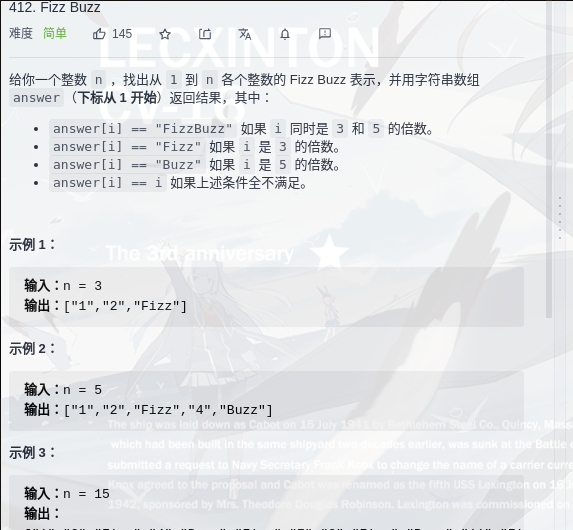 412. Fizz Buzz
难度 简单 145
LECXINTON
CV-16
给你一个整数 n ，找出从 1 到 n 各个整数的 Fizz Buzz 表示，并用字符串数组
answer（下标从 1 开始）返回结果，其中：
answer[i] == "FizzBuzz" 如果 i 同时是 3 和 5 的倍数。
answer[i] == "Fizz" 如果 i 是 3 的倍数。
answer[i] == "Buzz" 如果 i 是 5 的倍数。
answer[i] == i 如果上述条件全不满足。
示例 1：
The 3rd anniversary
输入：n = 3
输出：["1","2","Fizz"]
示例 2：
输入：n = 5
输出：["1","2","Fizz","4","Buzz"]
The ship was laid down as Cabot on 15 July 1941 by Bethlehem Steel Co., Quincy, Mass
which had been built in the same shipyard two decades earlier, was sunk at the Battle
示例 3：
submitted a request to Navy Secretary Frank Knox to change the name of a carrier curre
Knox agreed to the proposal and Cabot was renamed as the fifth USS Lexington on 16
输入：n = 15
1942, sponsored by Mrs. Theodore Douglas Robinson. Lexington was commissioned on
输出：